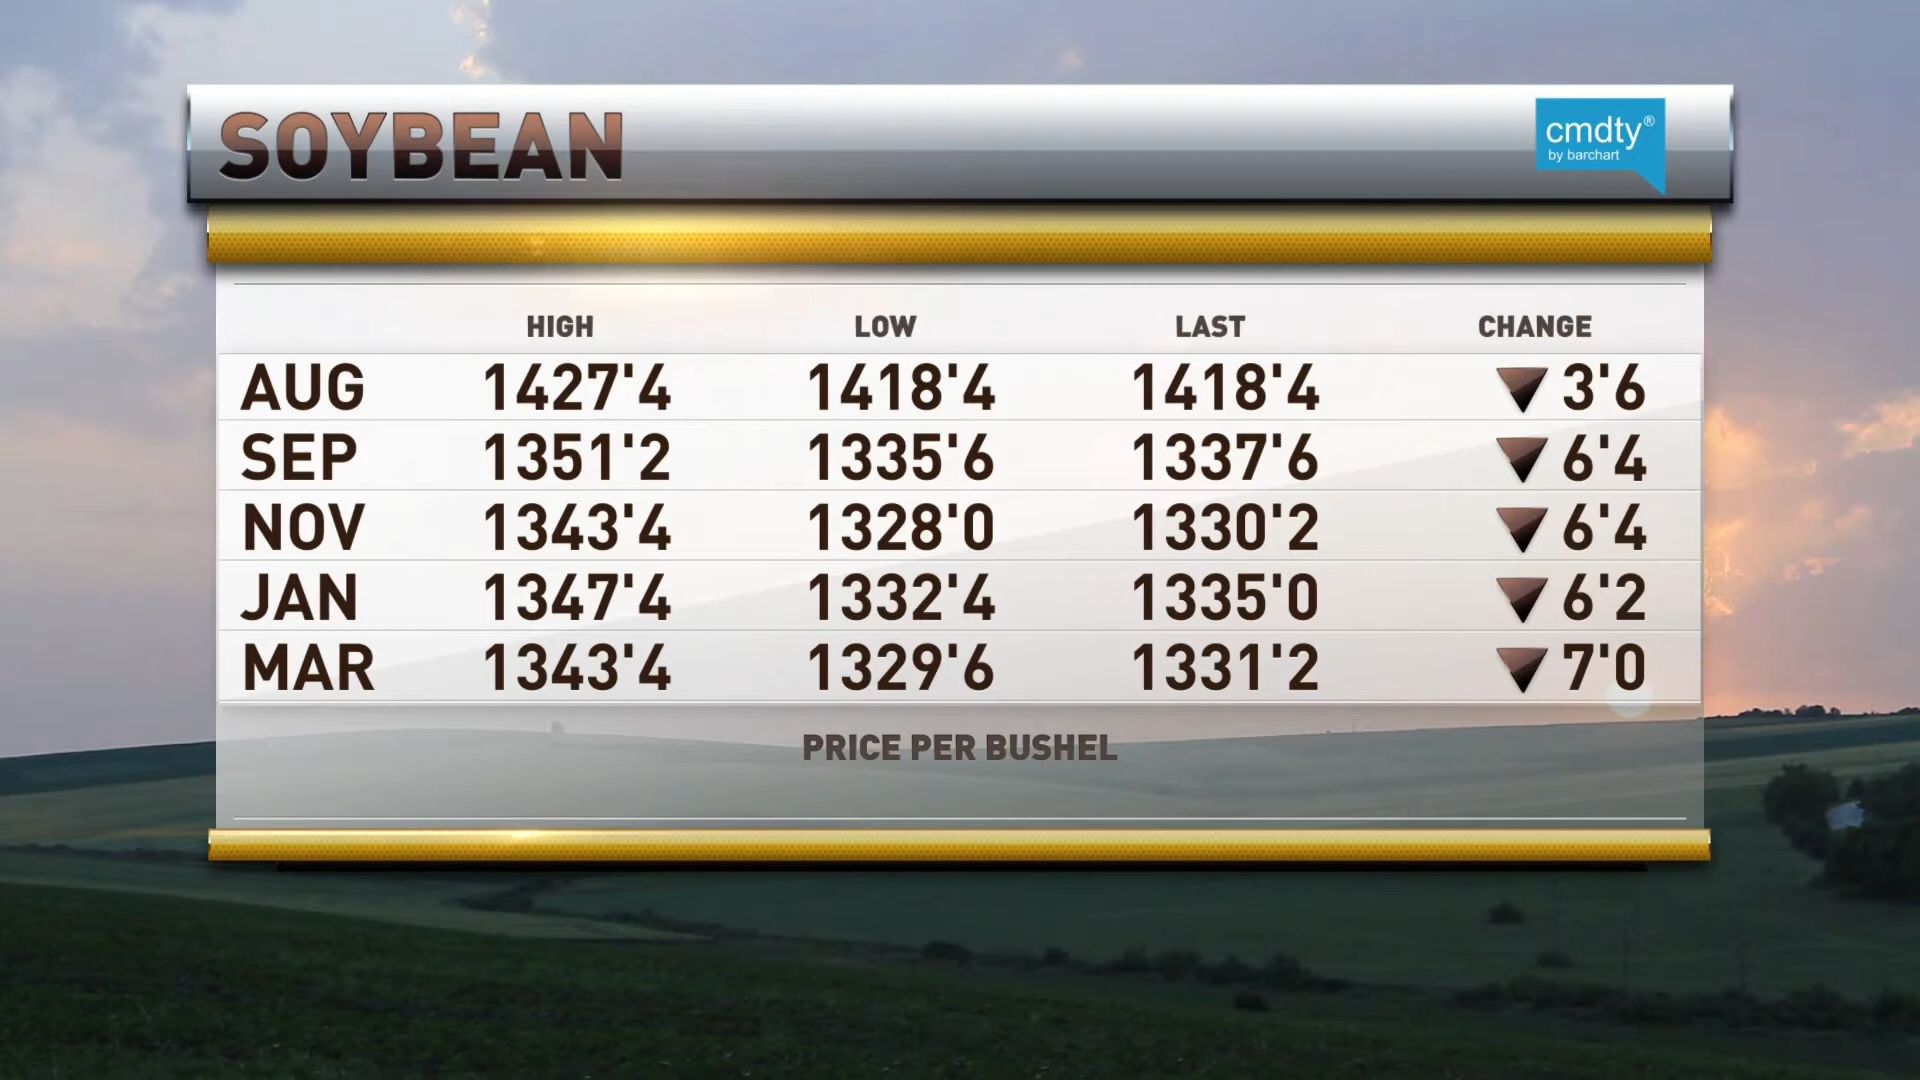 SOYBEAN
cmdty®
by barchart
HIGH LOW LAST CHANGE
AUG 1427'4 1418'4 1418'4 ▼ 3'6
SEP 1351'2 1335'6 1337'6 ▼ 6'4
NOV 1343'4 1328'0 1330'2 ▼ 6'4
JAN 1347'4 1332'4 1335'0 ▼ 6'2
MAR 1343'4 1329'6 1331'2 ▼ 7'0
PRICE PER BUSHEL